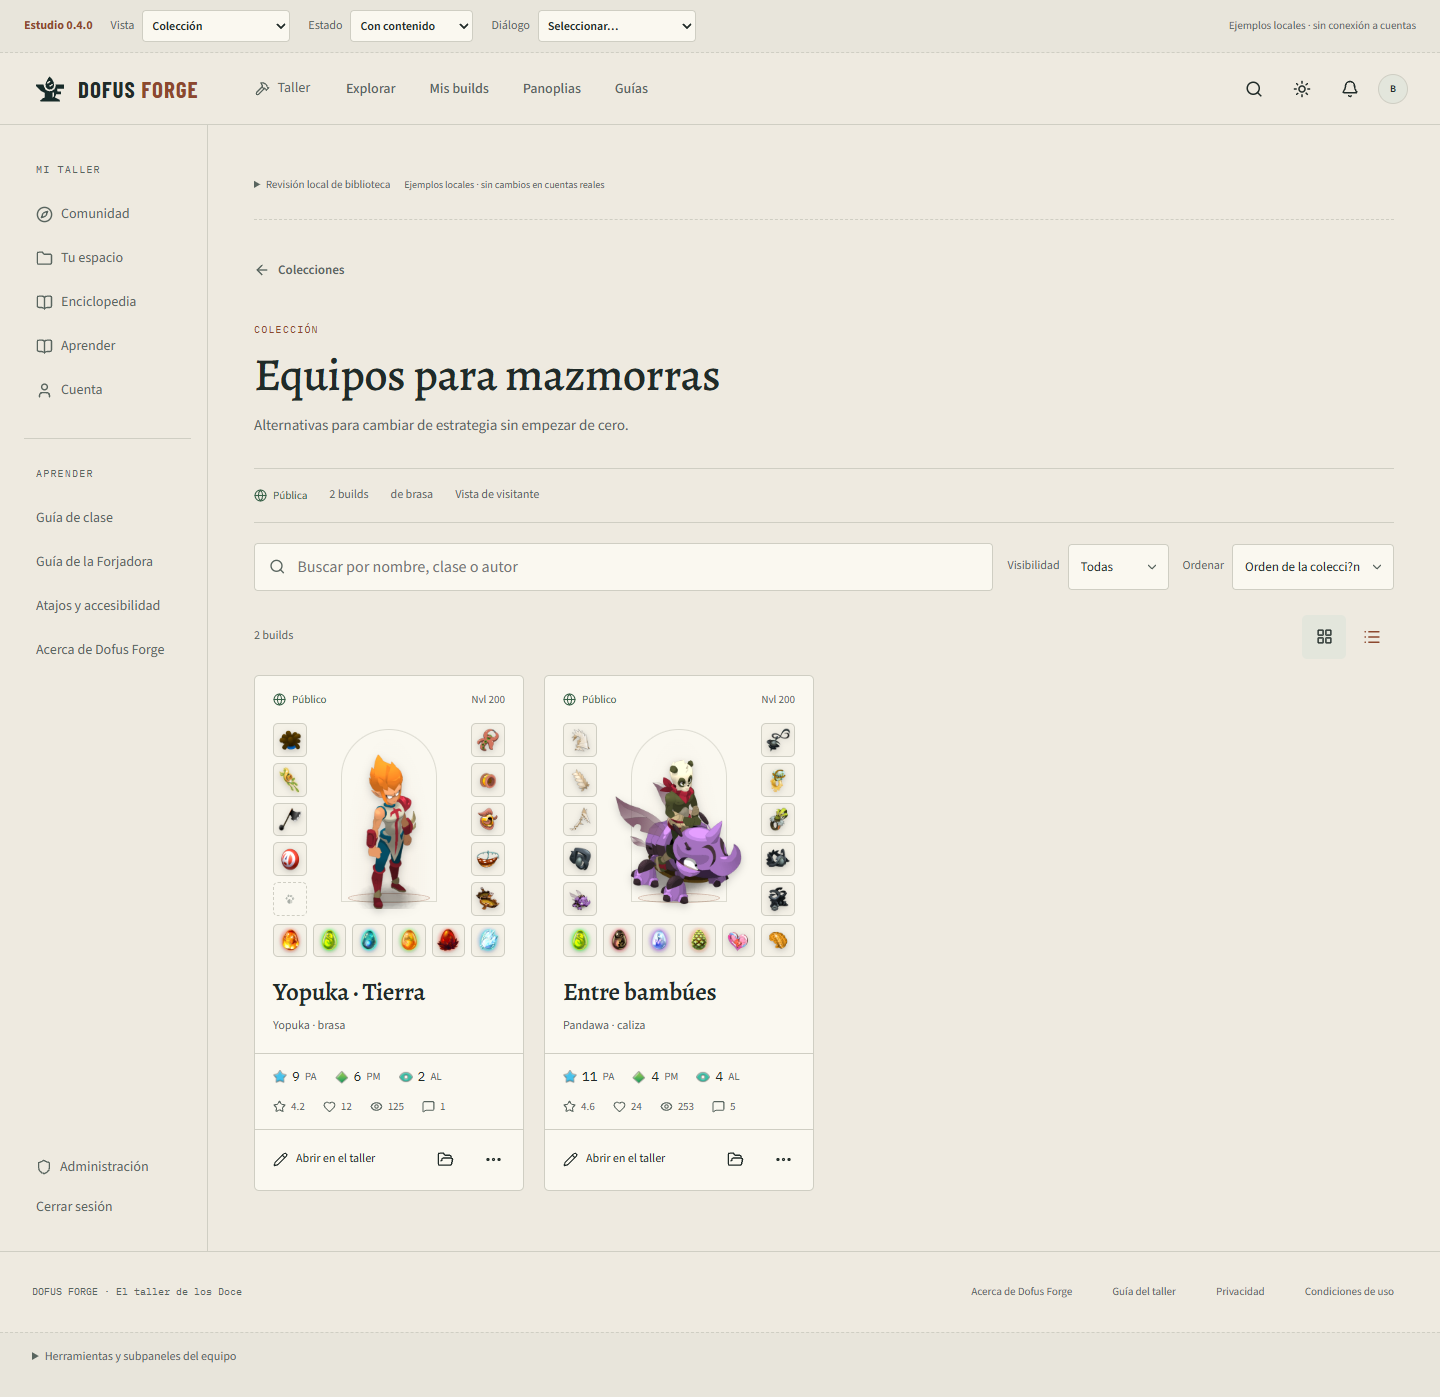 Estudio 0.4.0 Vista Colección Estado Con contenido Diálogo Seleccionar... Ejemplos locales · sin conexión a cuentas
DOFUS FORGE Taller Explorar Mis builds Panoplias Guías B
MI TALLER
Comunidad
Tu espacio
Enciclopedia
Aprender
Cuenta
APRENDER
Guía de clase
Guía de la Forjadora
Atajos y accesibilidad
Acerca de Dofus Forge
Administración
Cerrar sesión
Revisión local de biblioteca Ejemplos locales · sin cambios en cuentas reales
Colecciones
COLECCIÓN
Equipos para mazmorras
Alternativas para cambiar de estrategia sin empezar de cero.
Pública 2 builds de brasa Vista de visitante
Buscar por nombre, clase o autor Visibilidad Todas Ordenar Orden de la colecci?n
2 builds
Público Nvl 200
Yopuka · Tierra
Yopuka · brasa
9 PA 6 PM 2 AL
4.2 12 125 1
Abrir en el taller
Público Nvl 200
Entre bambúes
Pandawa · caliza
11 PA 4 PM 4 AL
4.6 24 253 5
Abrir en el taller
DOFUS FORGE · El taller de los Doce Acerca de Dofus Forge Guía del taller Privacidad Condiciones de uso
Herramientas y subpaneles del equipo